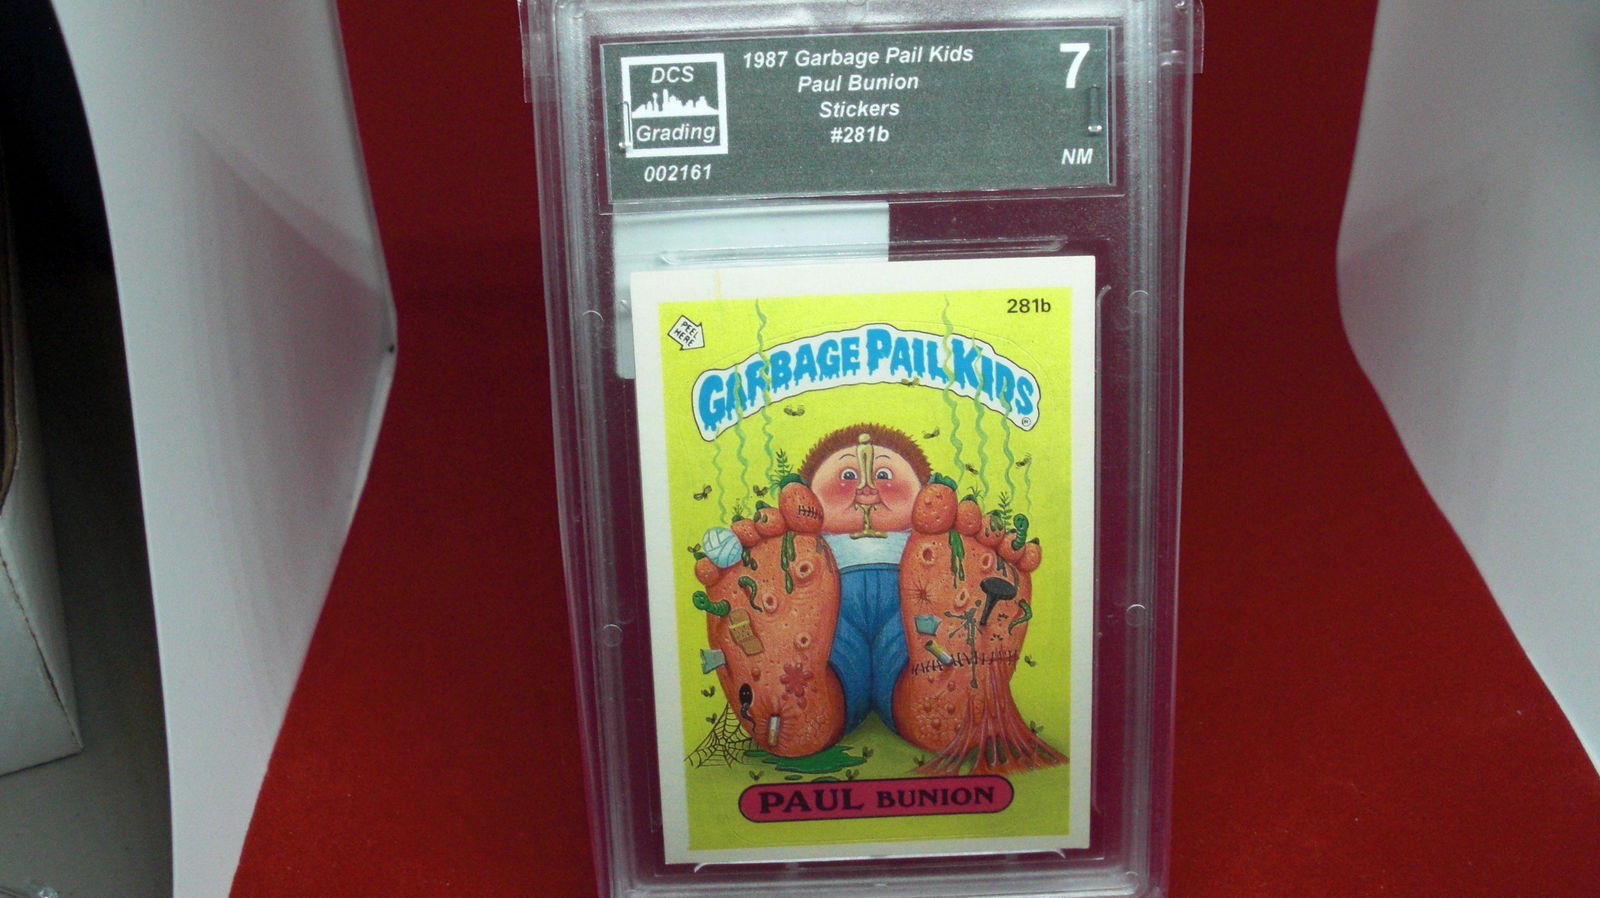 DCS
Grading
002161
1987 Garbage Pail Kids
Paul Bunion
Stickers
#281b
7
NM
281b
PEEL
HERE
GARBAGE PAIL KIDS
®
PAUL BUNION